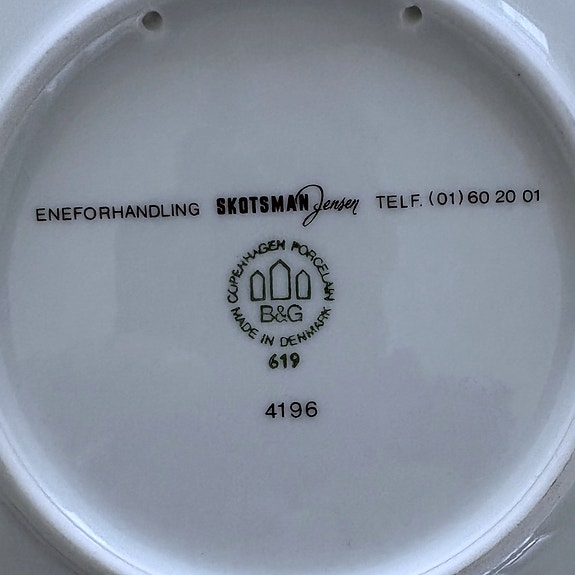 ENEFORHANDLING SKOTSMAN Jensen TELF. (01) 60 20 01
COPENHAGEN PORCELAIN
B&G
MADE IN DENMARK
619
4196